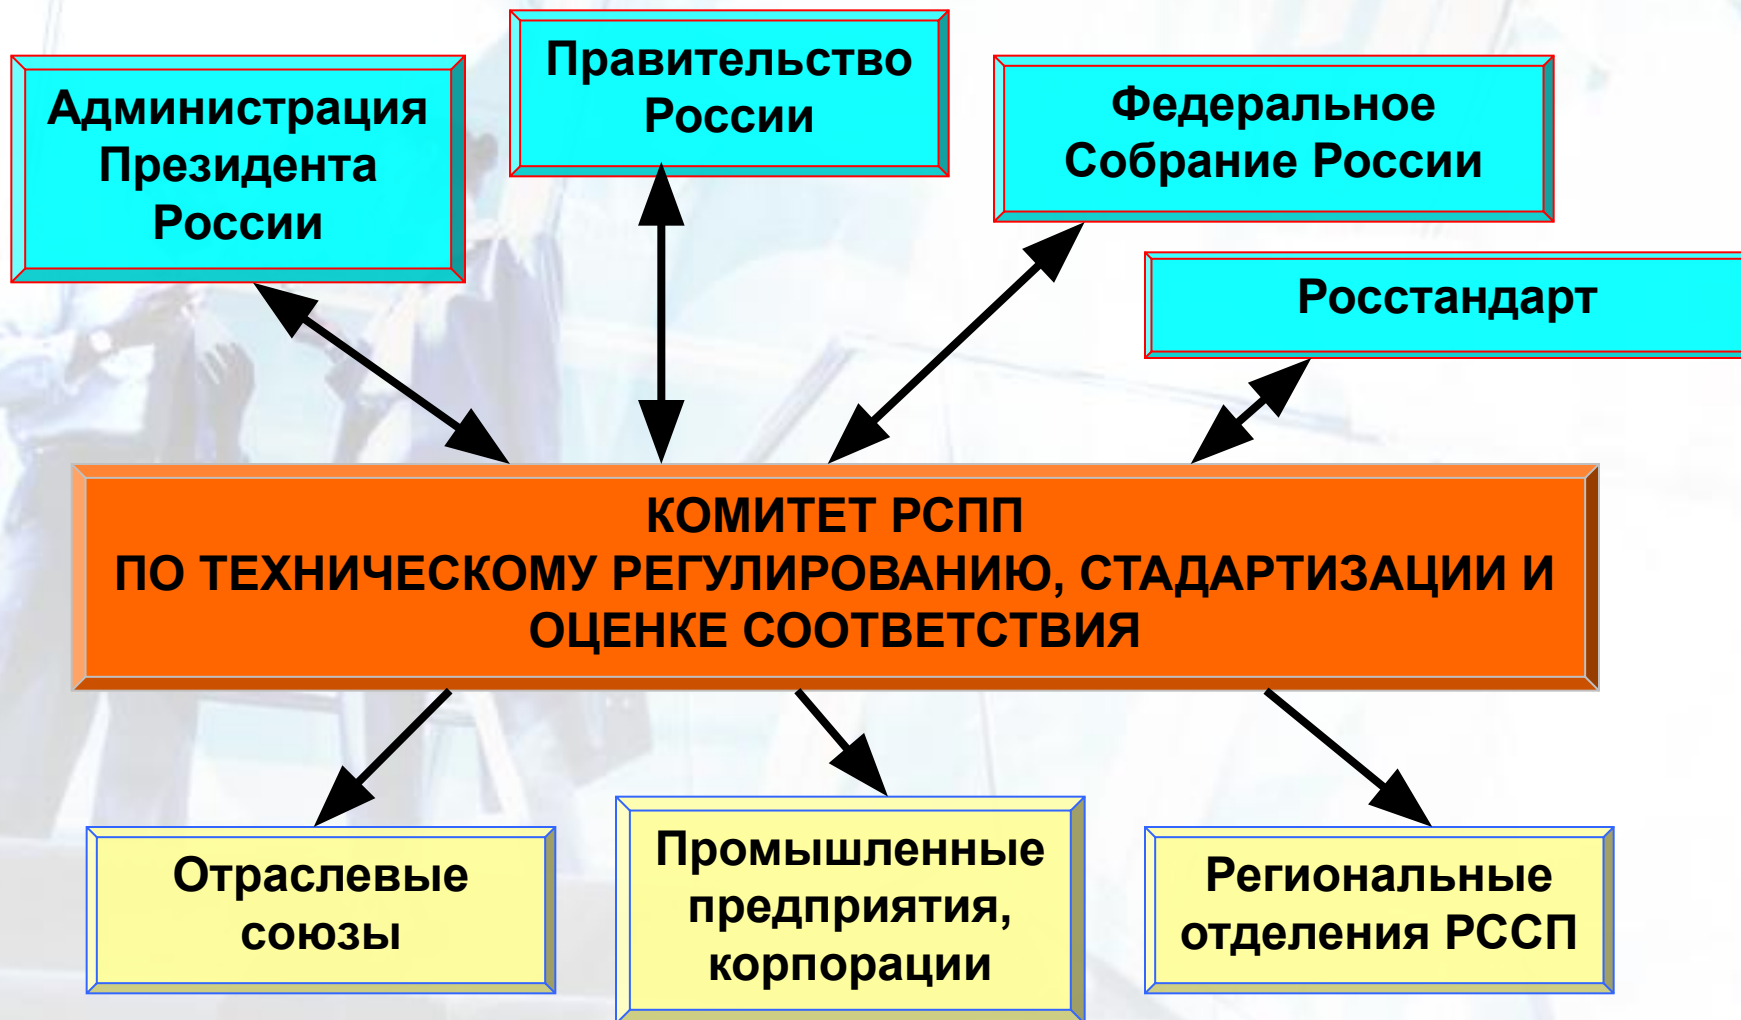 Администрация
Президента
России
Правительство
России
Федеральное
Собрание России
Росстандарт
КОМИТЕТ РСПП
ПО ТЕХНИЧЕСКОМУ РЕГУЛИРОВАНИЮ, СТАДАРТИЗАЦИИ И
ОЦЕНКЕ СООТВЕТСТВИЯ
Отраслевые
союзы
Промышленные
предприятия,
корпорации
Региональные
отделения РССП